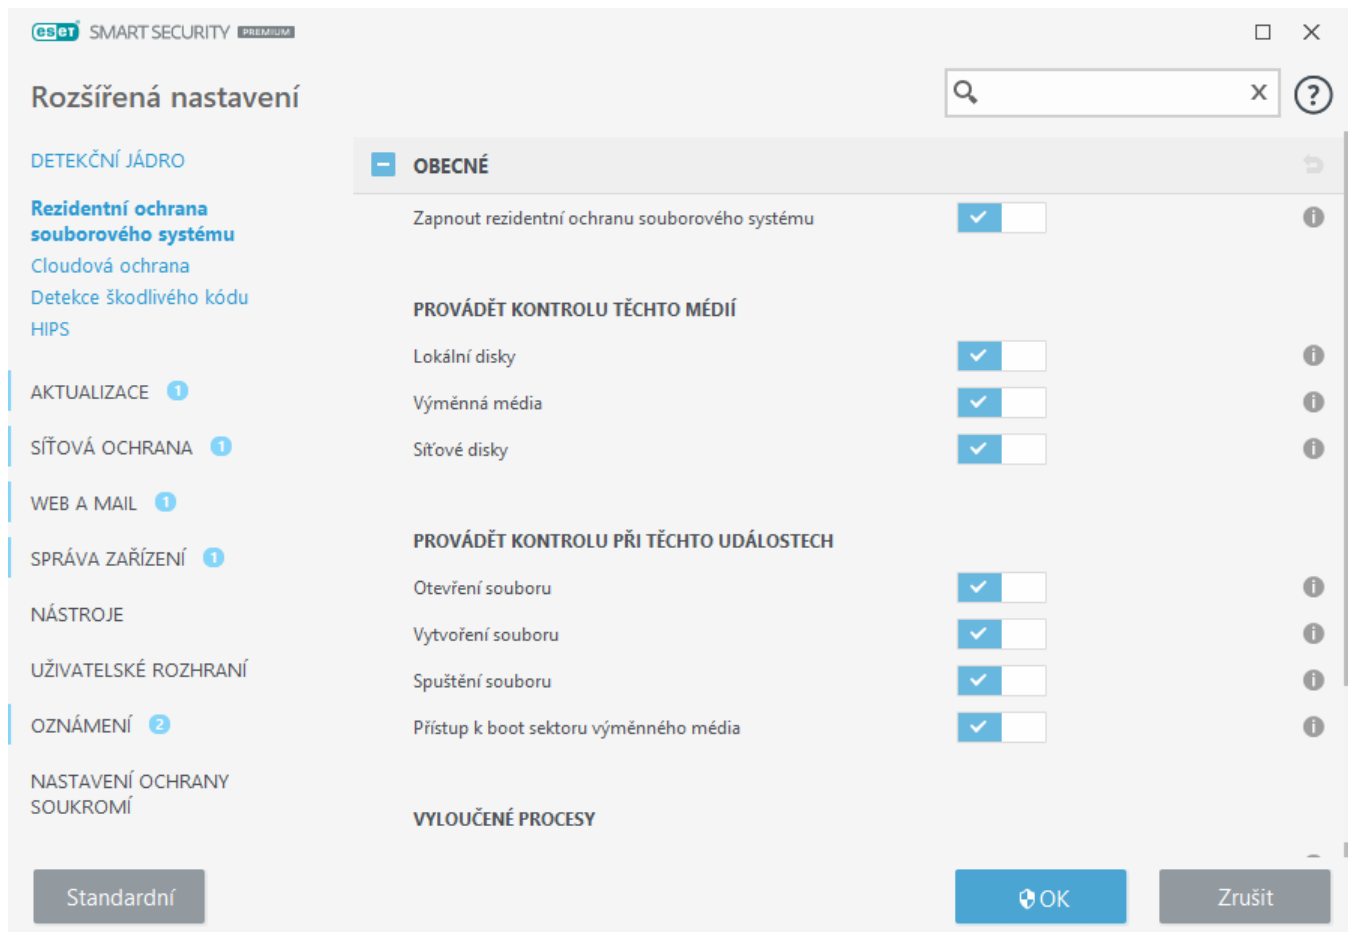 eset SMART SECURITY PREMIUM
Rozšířená nastavení
x
?
DETEKČNÍ JÁDRO
Rezidentní ochrana
souborového systému
Cloudová ochrana
Detekce škodlivého kódu
HIPS
AKTUALIZACE 1
SÍŤOVÁ OCHRANA 1
WEB A MAIL 1
SPRÁVA ZAŘÍZENÍ 1
NÁSTROJE
UŽIVATELSKÉ ROZHRANÍ
OZNÁMENÍ 2
NASTAVENÍ OCHRANY
SOUKROMÍ
OBECNÉ
Zapnout rezidentní ochranu souborového systému
PROVÁDĚT KONTROLU TĚCHTO MÉDIÍ
Lokální disky
Výměnná média
Síťové disky
PROVÁDĚT KONTROLU PŘI TĚCHTO UDÁLOSTECH
Otevření souboru
Vytvoření souboru
Spuštění souboru
Přístup k boot sektoru výměnného média
VYLOUČENÉ PROCESY
Standardní
OK
Zrušit